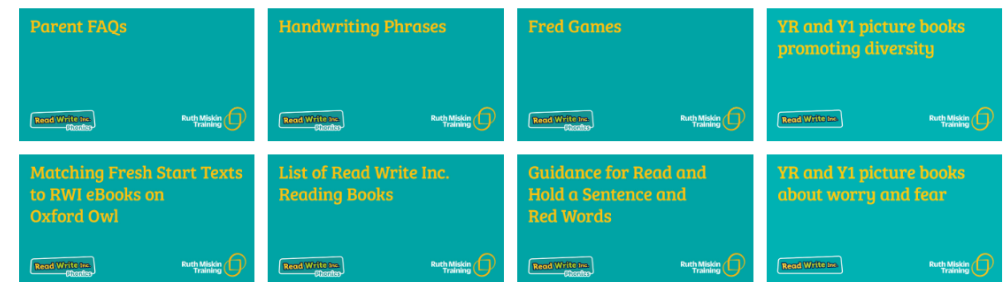 Parent FAQs
Read Write Inc.
Phonics
Ruth Miskin
Training
Handwriting Phrases
Read Write Inc.
Phonics
Ruth Miskin
Training
Fred Games
Read Write Inc.
Phonics
Ruth Miskin
Training
YR and Y1 picture books
promoting diversity
Read Write Inc.
Ruth Miskin
Training
Matching Fresh Start Texts
to RWI eBooks on
Oxford Owl
Read Write Inc.
Phonics
Ruth Miskin
Training
List of Read Write Inc.
Reading Books
Read Write Inc.
Phonics
Ruth Miskin
Training
Guidance for Read and
Hold a Sentence and
Red Words
Read Write Inc.
Phonics
Ruth Miskin
Training
YR and Y1 picture books
about worry and fear
Read Write Inc.
Ruth Miskin
Training